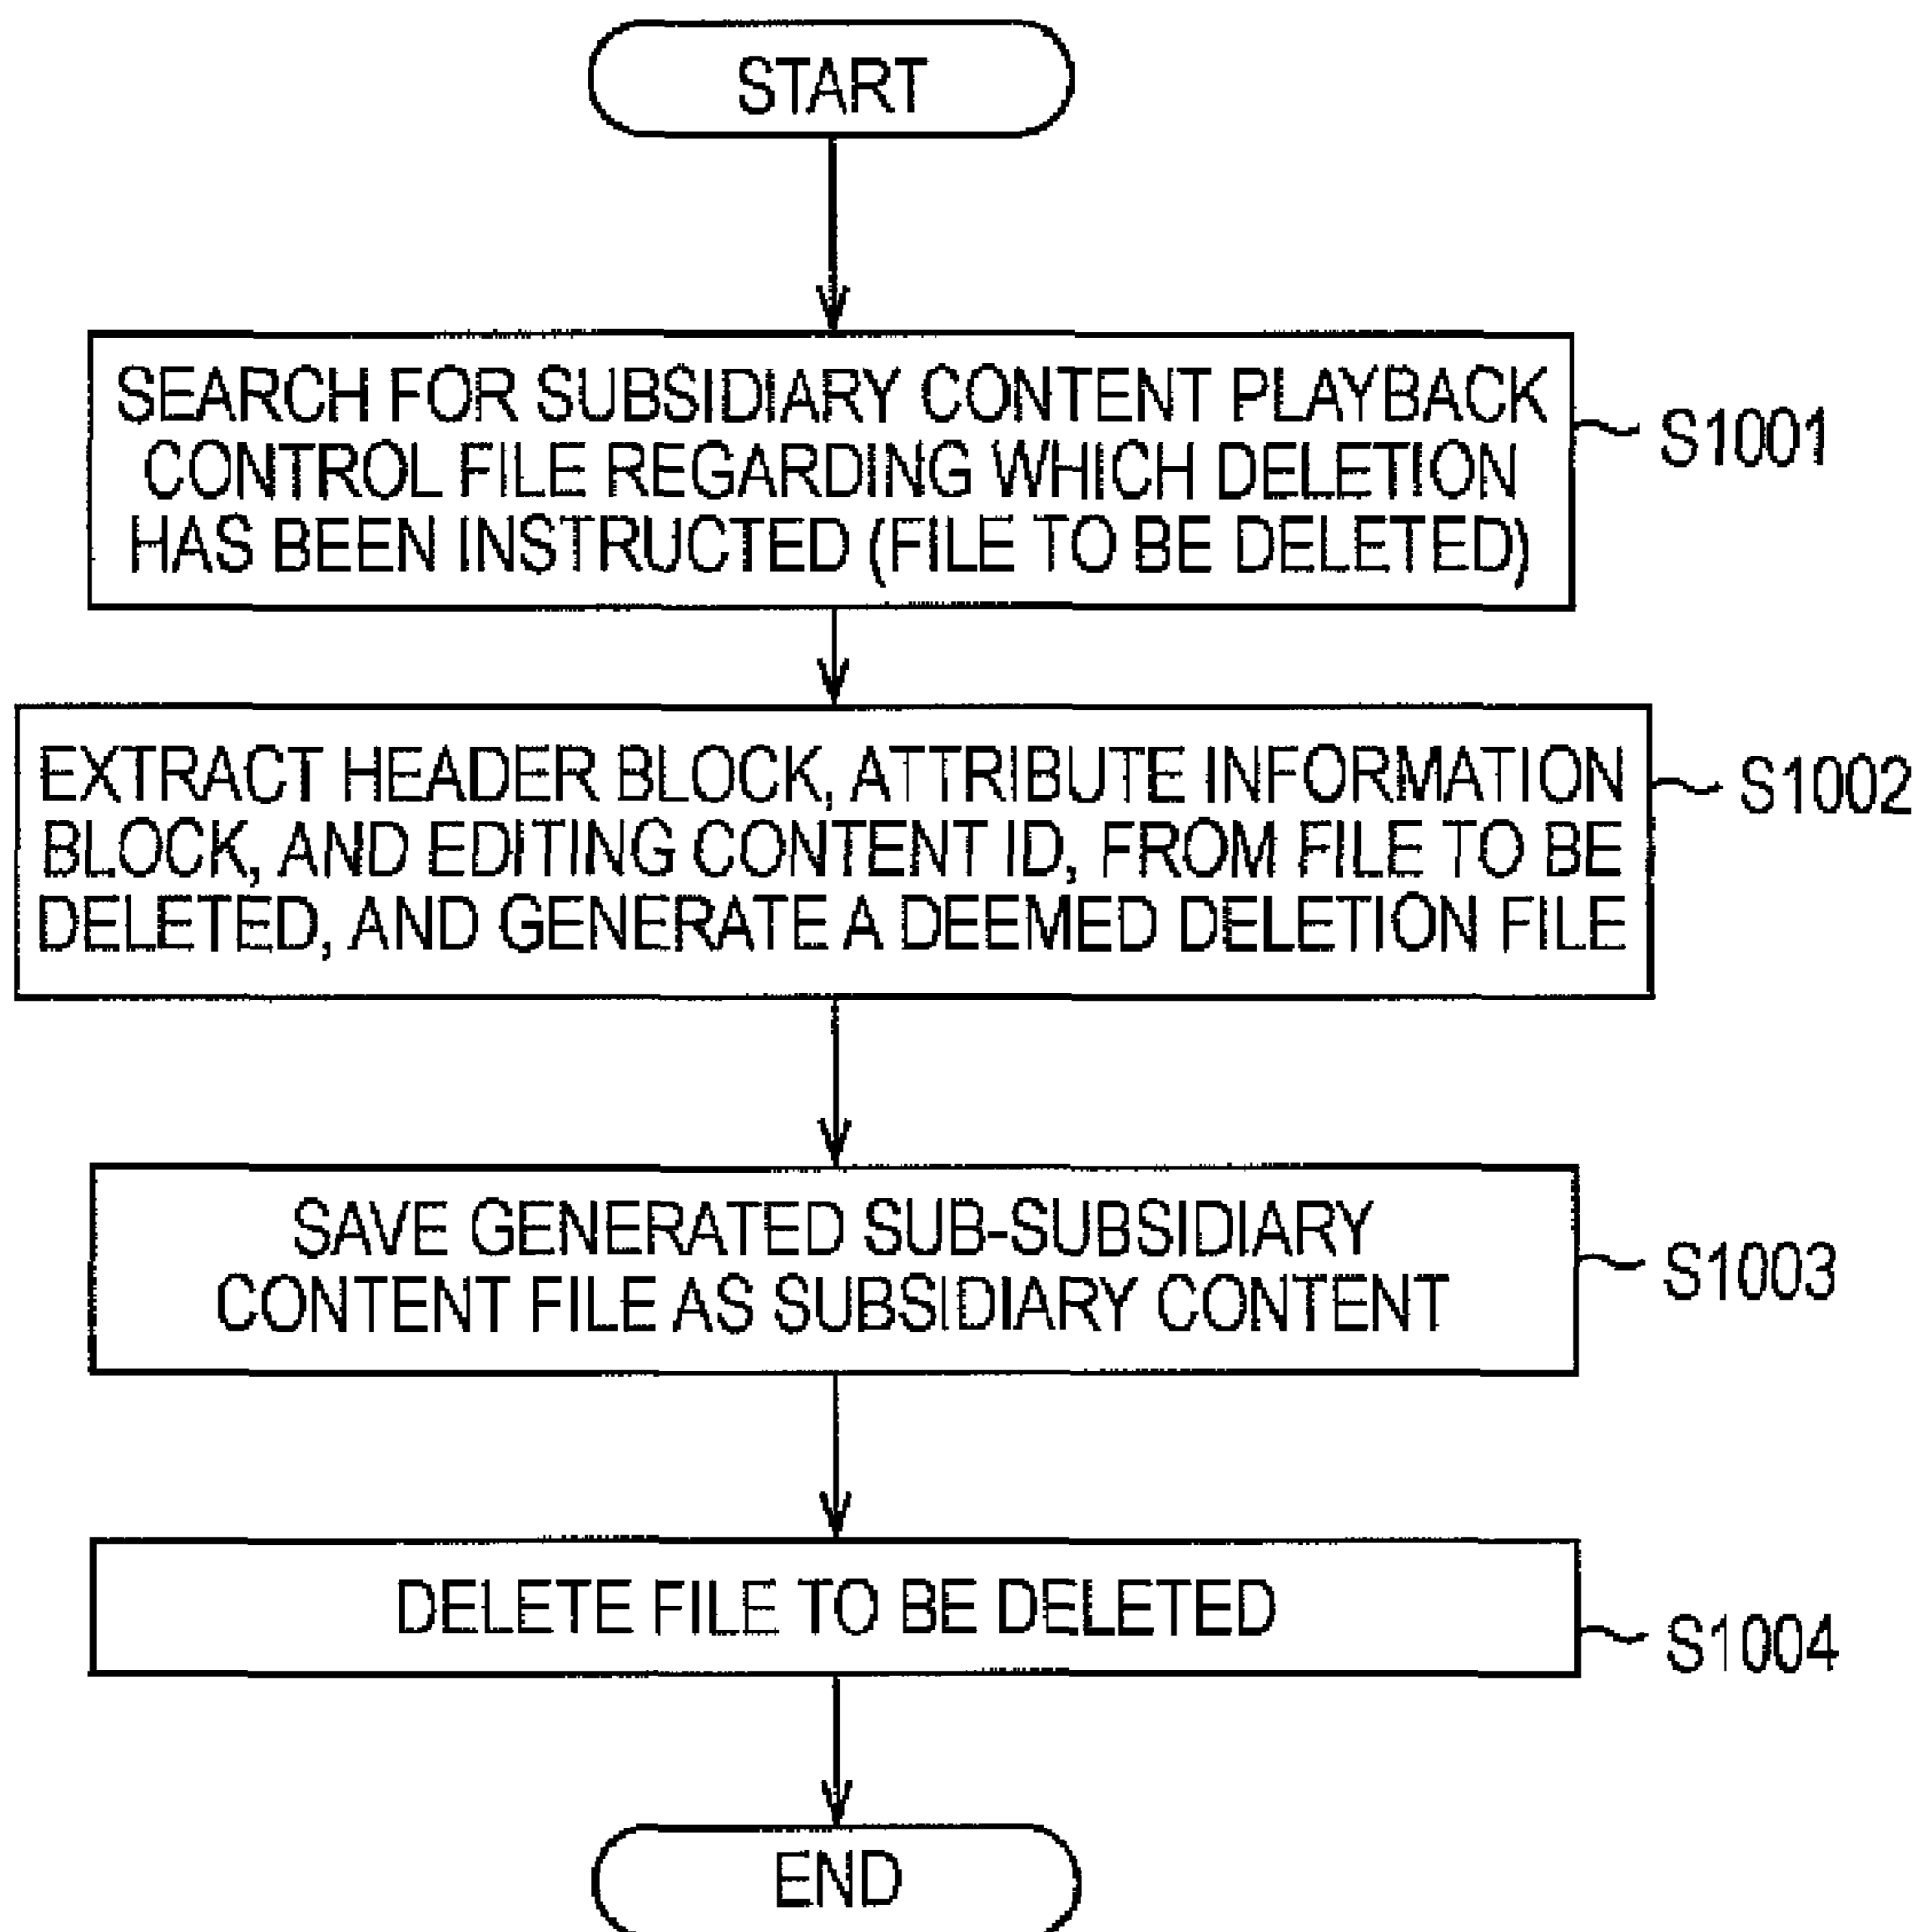 START
SEARCH FOR SUBSIDIARY CONTENT PLAYBACK
CONTROL FILE REGARDING WHICH DELETION
HAS BEEN INSTRUCTED (FILE TO BE DELETED)
S1001
EXTRACT HEADER BLOCK, ATTRIBUTE INFORMATION
BLOCK, AND EDITING CONTENT ID, FROM FILE TO BE
DELETED, AND GENERATE A DEEMED DELETION FILE
S1002
SAVE GENERATED SUB-SUBSIDIARY
CONTENT FILE AS SUBSIDIARY CONTENT
S1003
DELETE FILE TO BE DELETED
S1004
END